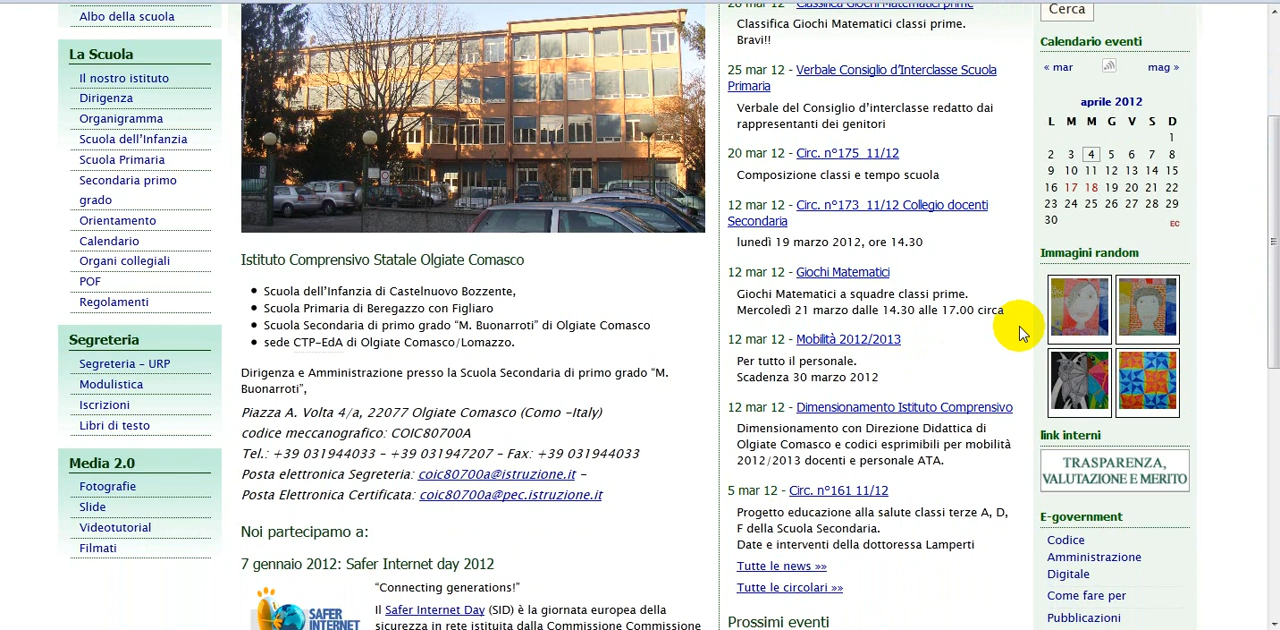 Albo della scuola
La Scuola
Il nostro istituto
Dirigenza
Organigramma
Scuola dell'Infanzia
Scuola Primaria
Secondaria primo
grado
Orientamento
Calendario
Organi collegiali
POF
Regolamenti
Segreteria
Segreteria - URP
Modulistica
Iscrizioni
Libri di testo
Media 2.0
Fotografie
Slide
Videotutorial
Filmati
Istituto Comprensivo Statale Olgiate Comasco
Scuola dell'Infanzia di Castelnuovo Bozzente,
Scuola Primaria di Beregazzo con Figliaro
Scuola Secondaria di primo grado "M. Buonarroti" di Olgiate Comasco
sede CTP-EdA di Olgiate Comasco/Lomazzo.
Dirigenza e Amministrazione presso la Scuola Secondaria di primo grado "M.
Buonarroti",
Piazza A. Volta 4/a, 22077 Olgiate Comasco (Como -Italy)
codice meccanografico: COIC80700A
Tel.: +39 031944033 - +39 031947207 - Fax: +39 031944033
Posta elettronica Segreteria: coic80700a@istruzione.it -
Posta Elettronica Certificata: coic80700a@pec.istruzione.it
Noi partecipamo a:
7 gennaio 2012: Safer Internet day 2012
SAFER
INTERNET
"Connecting generations!"
Il Safer Internet Day (SID) è la giornata europea della
sicurezza in rete istituita dalla Commissione Commissione
26 mar 12 - Classifica Giochi Matematici classi prime
Classifica Giochi Matematici classi prime.
Bravi!!
25 mar 12 - Verbale Consiglio d'Interclasse Scuola
Primaria
Verbale del Consiglio d'interclasse redatto dai
rappresentanti dei genitori
20 mar 12 - Circ. n°175 11/12
Composizione classi e tempo scuola
12 mar 12 - Circ. n°173 11/12 Collegio docenti
Secondaria
lunedì 19 marzo 2012, ore 14.30
12 mar 12 - Giochi Matematici
Giochi Matematici a squadre classi prime.
Mercoledì 21 marzo dalle 14.30 alle 17.00 circa
12 mar 12 - Mobilità 2012/2013
Per tutto il personale.
Scadenza 30 marzo 2012
12 mar 12 - Dimensionamento Istituto Comprensivo
Dimensionamento con Direzione Didattica di
Olgiate Comasco e codici esprimibili per mobilità
2012/2013 docenti e personale ATA.
5 mar 12 - Circ. n°161 11/12
Progetto educazione alla salute classi terze A, D,
F della Scuola Secondaria.
Date e interventi della dottoressa Lamperti
Tutte le news »»
Tutte le circolari »»
Prossimi eventi
Cerca
Calendario eventi
« mar mag »
aprile 2012
L M M G V S D
1
2 3 4 5 6 7 8
9 10 11 12 13 14 15
16 17 18 19 20 21 22
23 24 25 26 27 28 29
30
EC
Immagini random
link interni
TRASPARENZA,
VALUTAZIONE E MERITO
E-government
Codice
Amministrazione
Digitale
Come fare per
Pubblicazioni